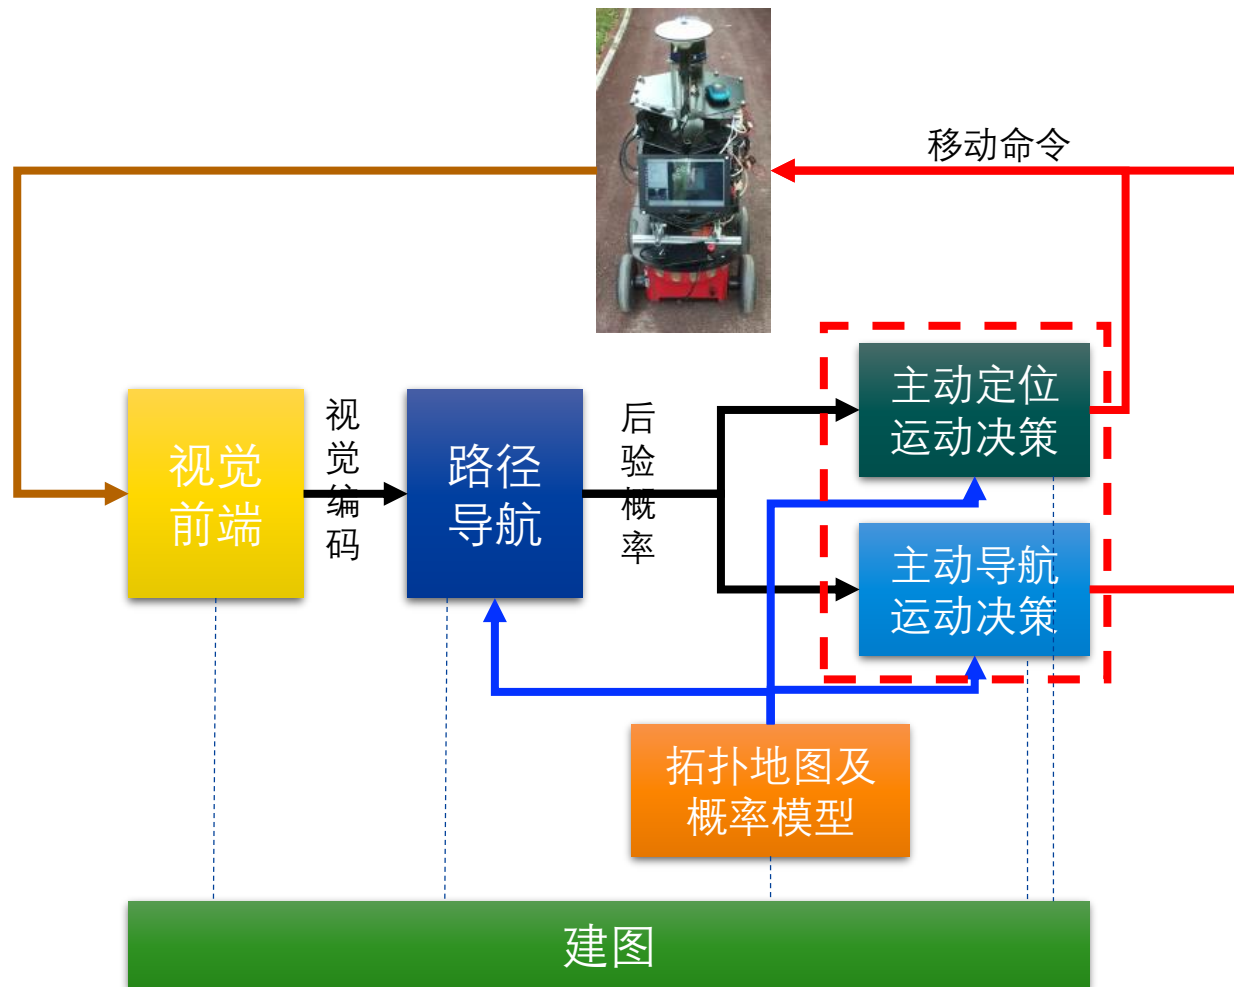 移动命令
主动定位
运动决策
视觉
前端
视
觉
编
码
路径
导航
后
验
概
率
主动导航
运动决策
拓扑地图及
概率模型
建图